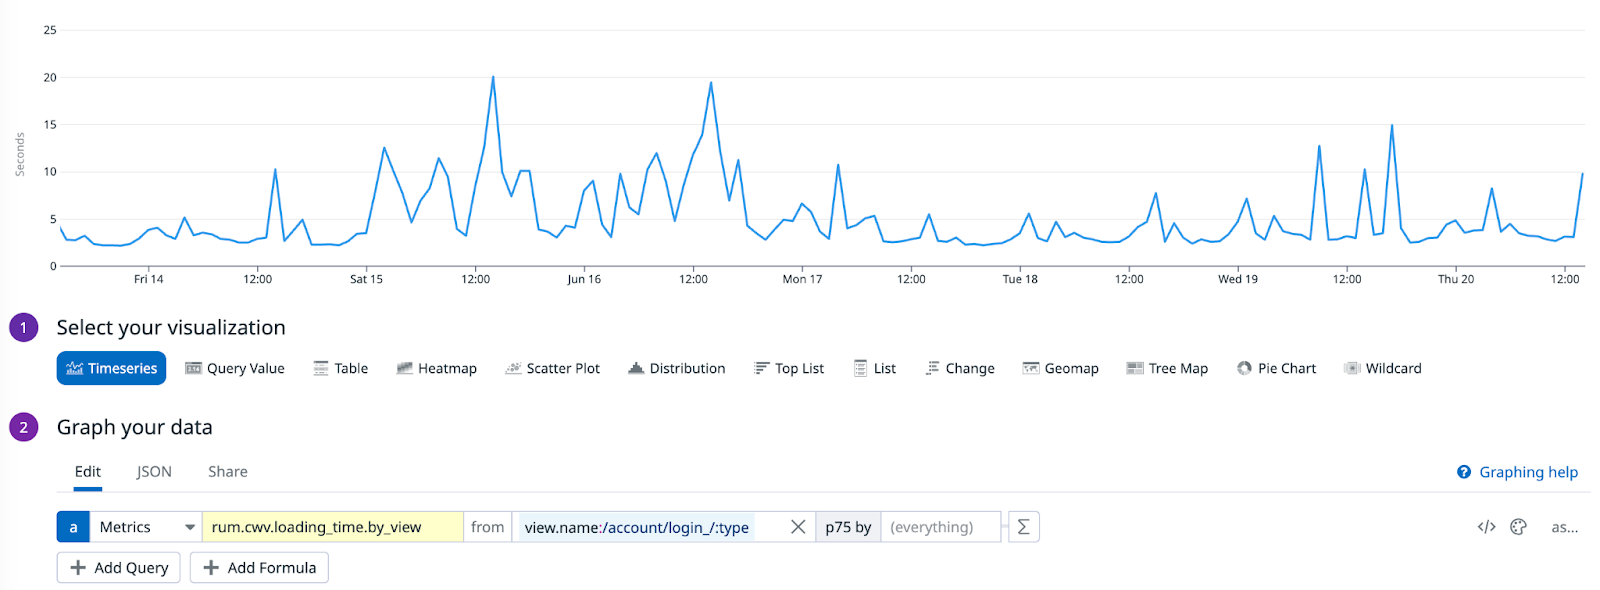 25
20
15
10
5
0
Seconds
Fri 14 12:00 Sat 15 12:00 Jun 16 12:00 Mon 17 12:00 Tue 18 12:00 Wed 19 12:00 Thu 20 12:00
1 Select your visualization
Timeseries Query Value Table Heatmap Scatter Plot Distribution Top List List Change Geomap Tree Map Pie Chart Wildcard
2 Graph your data
Edit JSON Share ? Graphing help
a Metrics rum.cwv.loading_time.by_view from view.name:/account/login_/:type p75 by (everything) Σ </> as...
+ Add Query + Add Formula